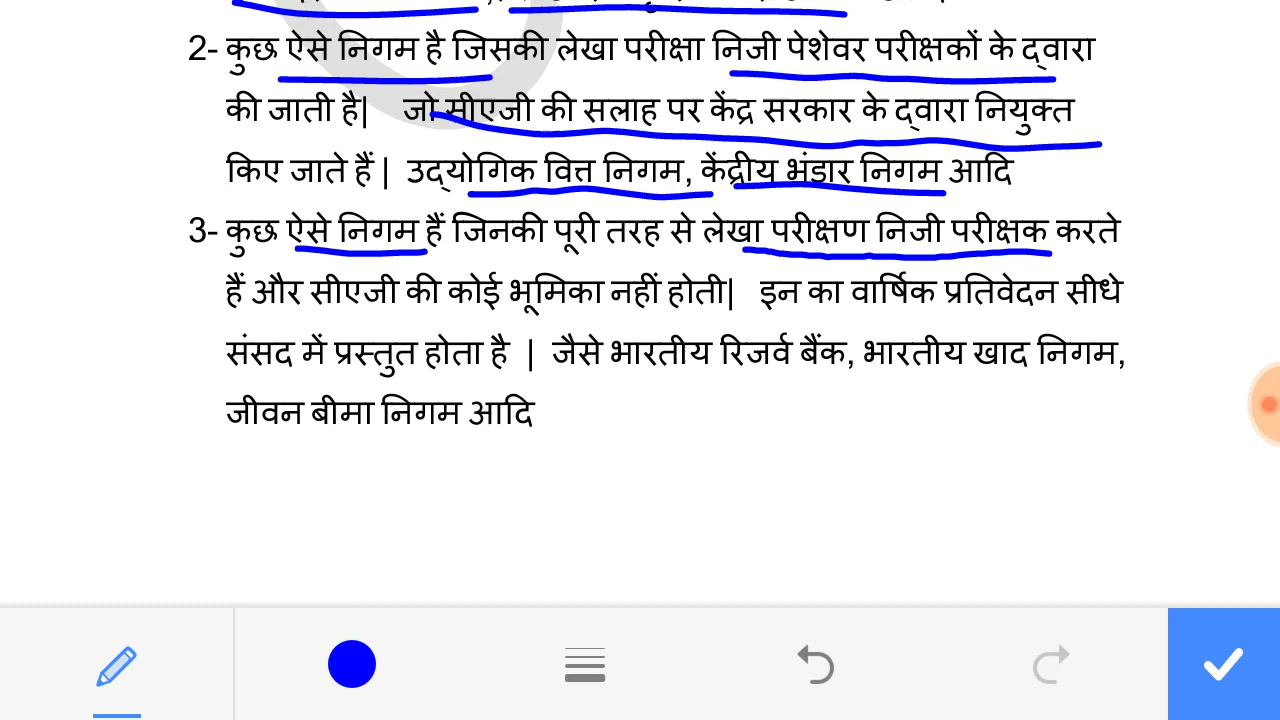 2- कुछ ऐसे निगम है जिसकी लेखा परीक्षा निजी पेशेवर परीक्षकों के द्वारा
की जाती है| जो सीएजी की सलाह पर केंद्र सरकार के द्वारा नियुक्त
किए जाते हैं | उद्योगिक वित्त निगम, केंद्रीय भंडार निगम आदि
3- कुछ ऐसे निगम हैं जिनकी पूरी तरह से लेखा परीक्षण निजी परीक्षक करते
हैं और सीएजी की कोई भूमिका नहीं होती| इन का वार्षिक प्रतिवेदन सीधे
संसद में प्रस्तुत होता है | जैसे भारतीय रिजर्व बैंक, भारतीय खाद निगम,
जीवन बीमा निगम आदि